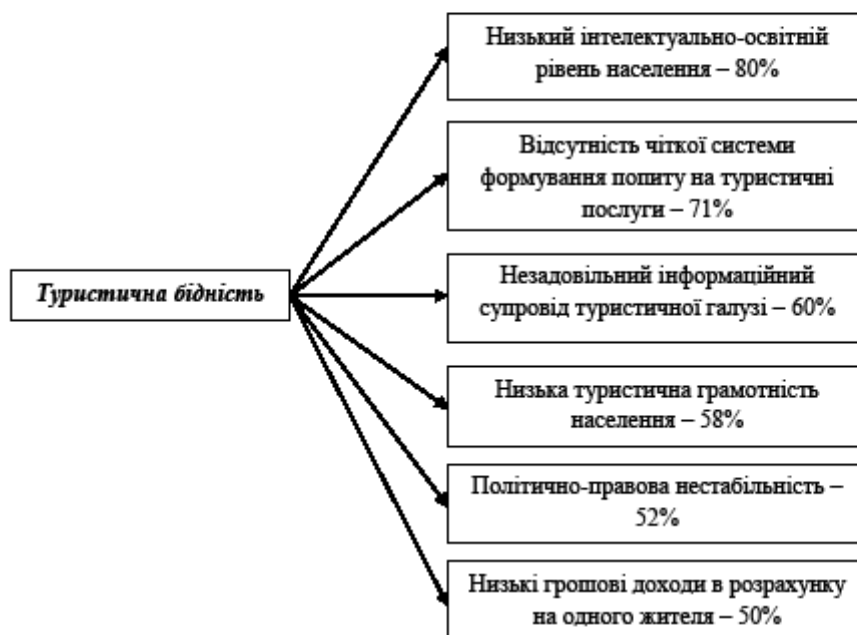 Низький інтелектуально-освітній
рівень населення – 80%
Відсутність чіткої системи
формування попиту на туристичні
послуги – 71%
Туристична бідність
Незадовільний інформаційний
супровід туристичної галузі – 60%
Низька туристична грамотність
населення – 58%
Політично-правова нестабільність –
52%
Низькі грошові доходи в розрахунку
на одного жителя – 50%